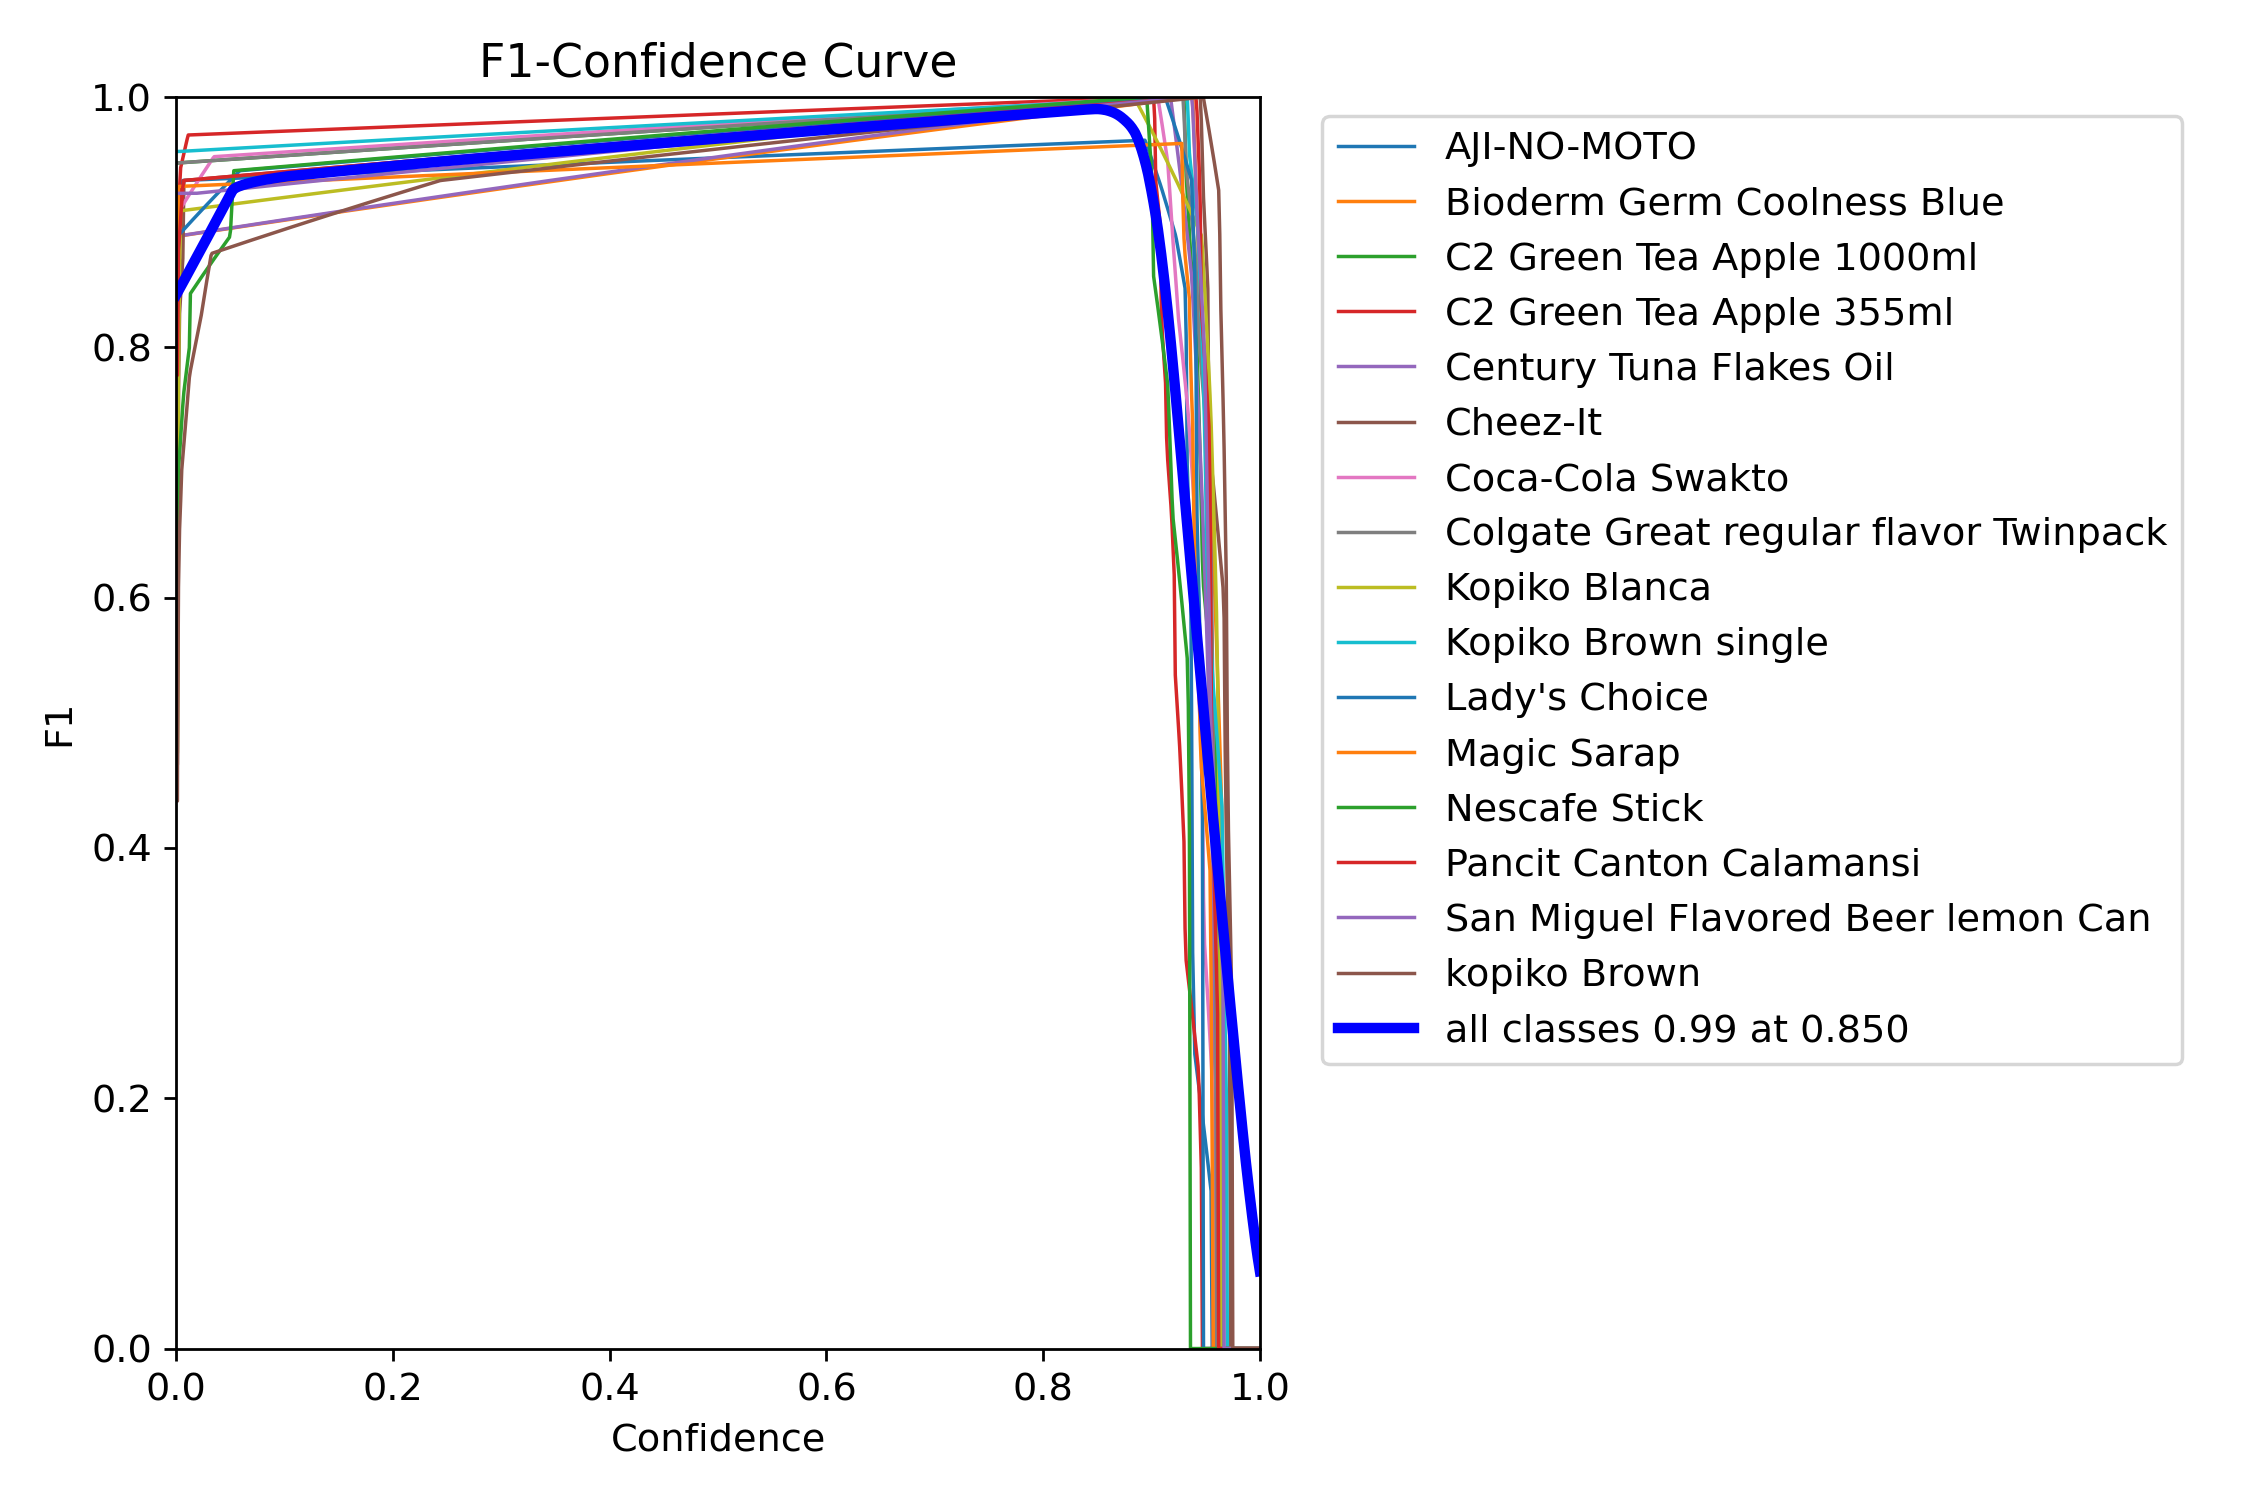 F1-Confidence Curve
1.0
0.8
0.6
0.4
0.2
0.0
F1
0.0 0.2 0.4 0.6 0.8 1.0
Confidence
AJI-NO-MOTO
Bioderm Germ Coolness Blue
C2 Green Tea Apple 1000ml
C2 Green Tea Apple 355ml
Century Tuna Flakes Oil
Cheez-It
Coca-Cola Swakto
Colgate Great regular flavor Twinpack
Kopiko Blanca
Kopiko Brown single
Lady's Choice
Magic Sarap
Nescafe Stick
Pancit Canton Calamansi
San Miguel Flavored Beer lemon Can
kopiko Brown
all classes 0.99 at 0.850